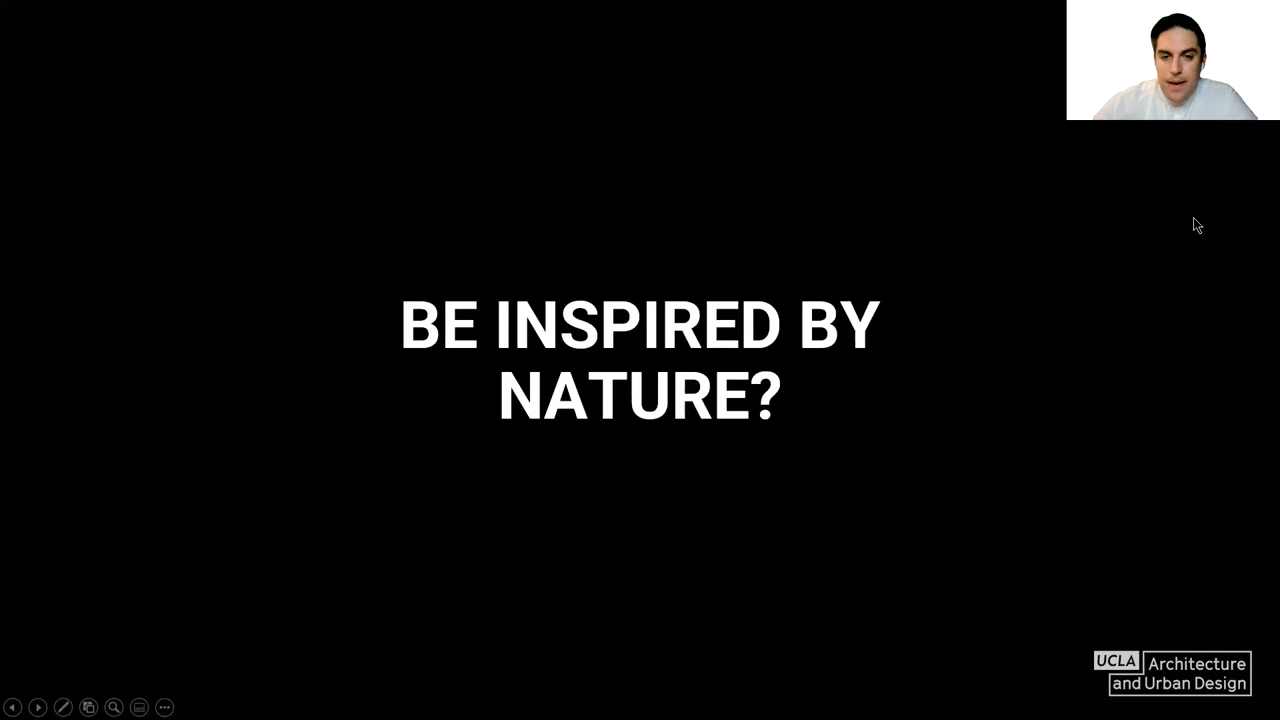 BE INSPIRED BY
NATURE?
UCLA Architecture
and Urban Design